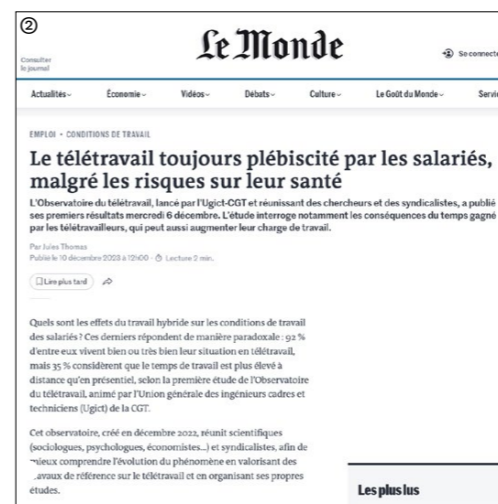 ②
Consulter
le journal
Le Monde
Se connecte
Actualités
Économie
Vidéos
Débats
Culture
Le Goût du Monde
Servi
EMPLOI • CONDITIONS DE TRAVAIL
Le télétravail toujours plébiscité par les salariés,
malgré les risques sur leur santé
L'Observatoire du télétravail, lancé par l'Ugict-CGT et réunissant des chercheurs et des syndicalistes, a publié
ses premiers résultats mercredi 6 décembre. L'étude interroge notamment les conséquences du temps gagné
par les télétravailleurs, qui peut aussi augmenter leur charge de travail.
Par Jules Thomas
Publié le 10 décembre 2023 à 12h00 · Lecture 2 min.
Lire plus tard
Quels sont les effets du travail hybride sur les conditions de travail
des salariés ? Ces derniers répondent de manière paradoxale : 92 %
d'entre eux vivent bien ou très bien leur situation en télétravail,
mais 35 % considèrent que le temps de travail est plus élevé à
distance qu'en présentiel, selon la première étude de l'Observatoire
du télétravail, animé par l'Union générale des ingénieurs cadres et
techniciens (Ugict) de la CGT.
Cet observatoire, créé en décembre 2022, réunit scientifiques
(sociologues, psychologues, économistes…) et syndicalistes, afin de
mieux comprendre l'évolution du phénomène en valorisant des
avaux de référence sur le télétravail et en organisant ses propres
études.
Les plus lus